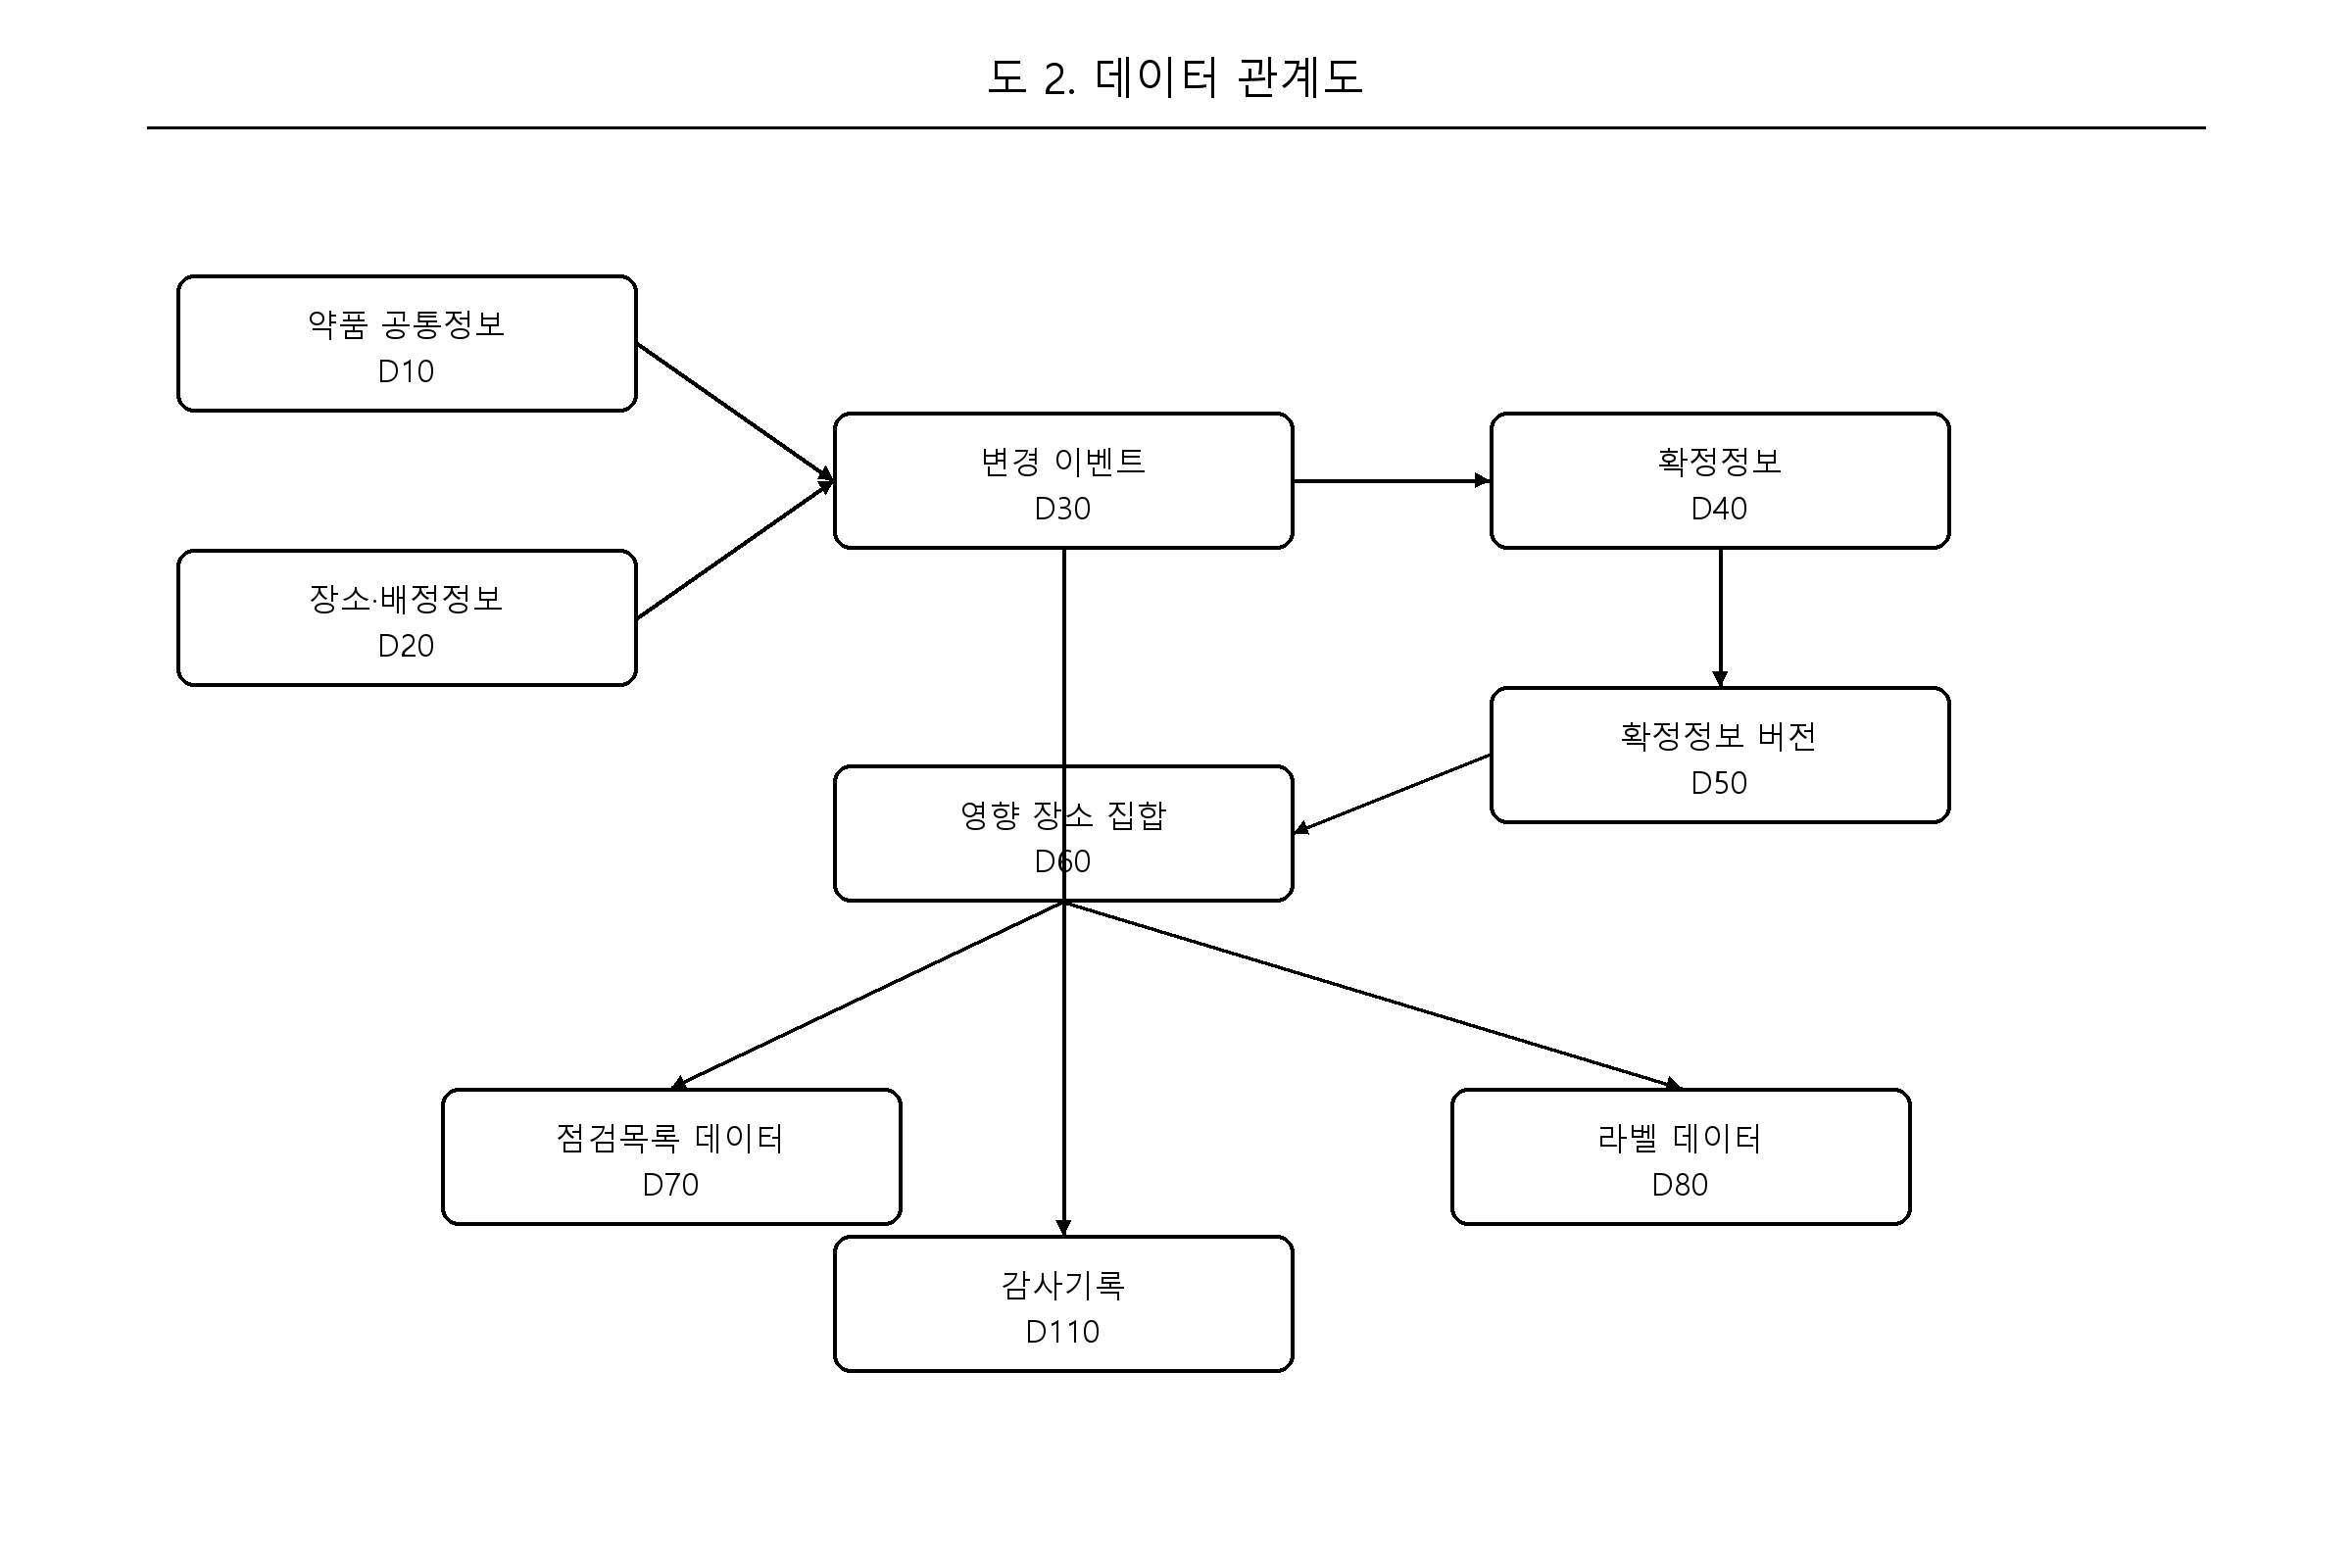 도 2. 데이터 관계도
약품 공통정보
D10
변경 이벤트
D30
확정정보
D40
장소·배정정보
D20
확정정보 버전
D50
영향 장소 집합
D60
점검목록 데이터
D70
라벨 데이터
D80
감사기록
D110